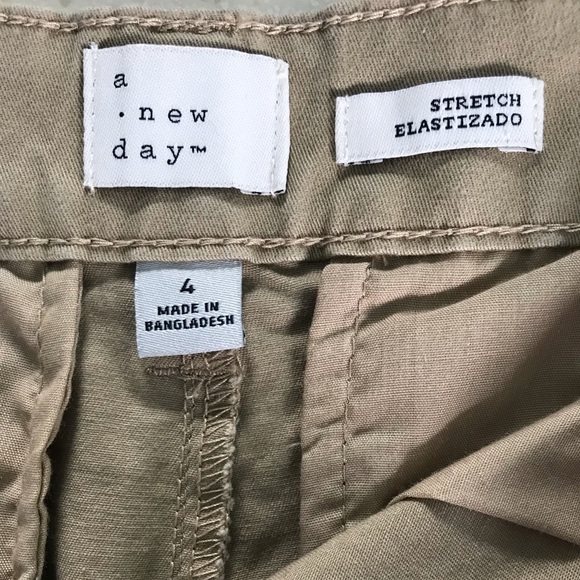 a
· new
day™
STRETCH
ELASTIZADO
4
MADE IN
BANGLADESH